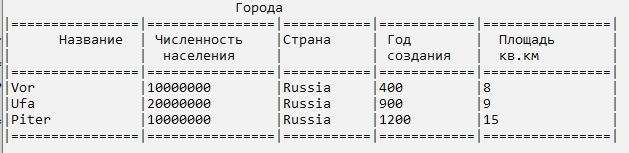 Города
|================|================|===========|============|================|
|      Название  | Численность    |Страна     | Год        |  Площадь       |
|                |  населения     |           | создания   |  кв.км         |
|================|================|===========|============|================|
|Vor             |10000000        |Russia     |400         |8               |
|Ufa             |20000000        |Russia     |900         |9               |
|Piter           |10000000        |Russia     |1200        |15              |
|================|================|===========|============|================|